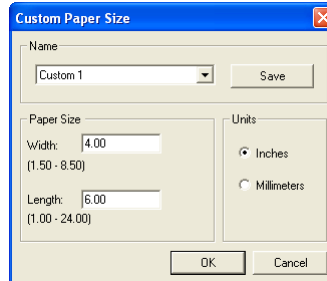 Custom Paper Size
Name
Custom 1
Save
Paper Size
Width: 4.00
(1.50 - 8.50)
Length: 6.00
(1.00 - 24.00)
Units
Inches
Millimeters
OK Cancel